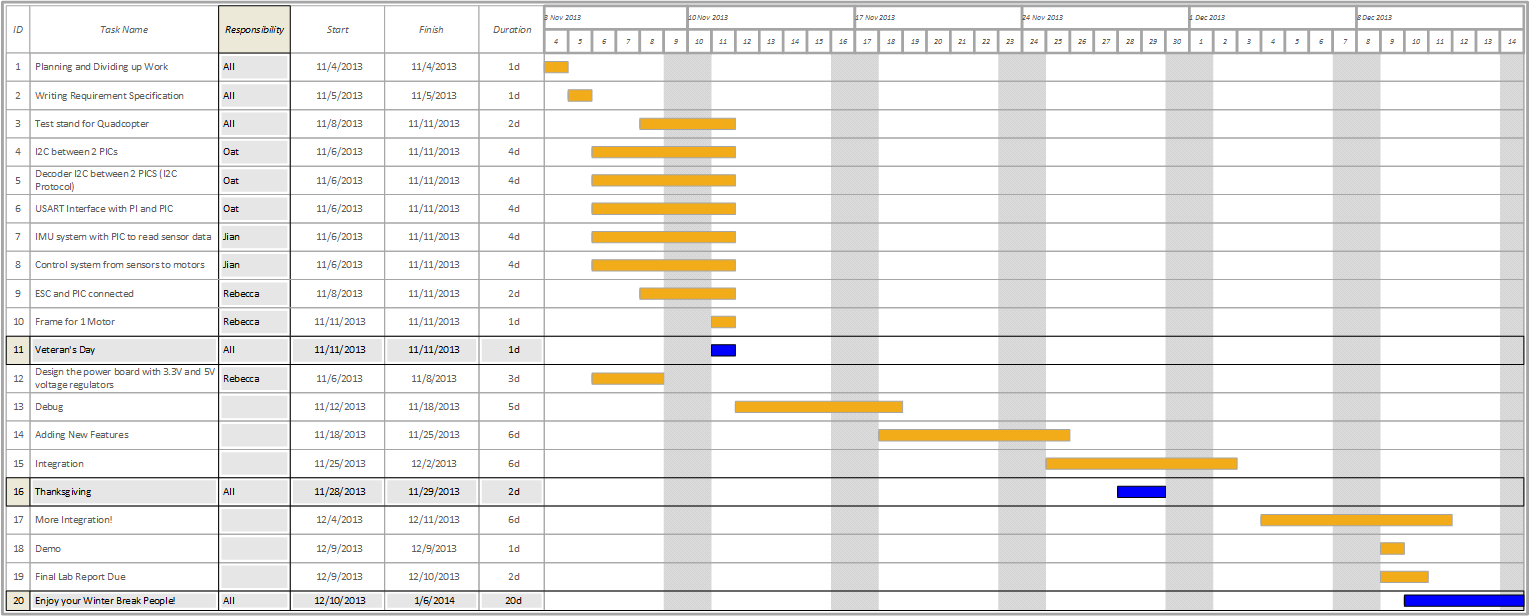 ID Task Name Responsibility Start Finish Duration 3 Nov 2013 10 Nov 2013 17 Nov 2013 24 Nov 2013 1 Dec 2013 8 Dec 2013
4 5 6 7 8 9 10 11 12 13 14 15 16 17 18 19 20 21 22 23 24 25 26 27 28 29 30 1 2 3 4 5 6 7 8 9 10 11 12 13 14
1 Planning and Dividing up Work All 11/4/2013 11/4/2013 1d
2 Writing Requirement Specification All 11/5/2013 11/5/2013 1d
3 Test stand for Quadcopter All 11/8/2013 11/11/2013 2d
4 I2C between 2 PICs Oat 11/6/2013 11/11/2013 4d
5 Decoder I2C between 2 PICS (I2C
Protocol) Oat 11/6/2013 11/11/2013 4d
6 USART Interface with PI and PIC Oat 11/6/2013 11/11/2013 4d
7 IMU system with PIC to read sensor data Jian 11/6/2013 11/11/2013 4d
8 Control system from sensors to motors Jian 11/6/2013 11/11/2013 4d
9 ESC and PIC connected Rebecca 11/8/2013 11/11/2013 2d
10 Frame for 1 Motor Rebecca 11/11/2013 11/11/2013 1d
11 Veteran's Day All 11/11/2013 11/11/2013 1d
12 Design the power board with 3.3V and 5V
voltage regulators Rebecca 11/6/2013 11/8/2013 3d
13 Debug 11/12/2013 11/18/2013 5d
14 Adding New Features 11/18/2013 11/25/2013 6d
15 Integration 11/25/2013 12/2/2013 6d
16 Thanksgiving All 11/28/2013 11/29/2013 2d
17 More Integration! 12/4/2013 12/11/2013 6d
18 Demo 12/9/2013 12/9/2013 1d
19 Final Lab Report Due 12/9/2013 12/10/2013 2d
20 Enjoy your Winter Break People! All 12/10/2013 1/6/2014 20d